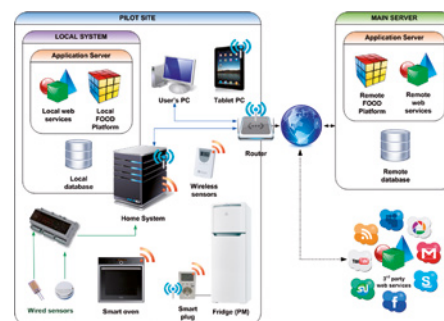 PILOT SITE
LOCAL SYSTEM
Application Server
Local web
services
Local
FOOD
Platform
Local
database
User's PC
Tablet PC
Router
Home System
Wireless
sensors
Wired sensors
Smart oven
Smart
plug
Fridge (PM)
MAIN SERVER
Application Server
Remote
FOOD
Platform
Remote web
services
Remote
database
3rd party
web services